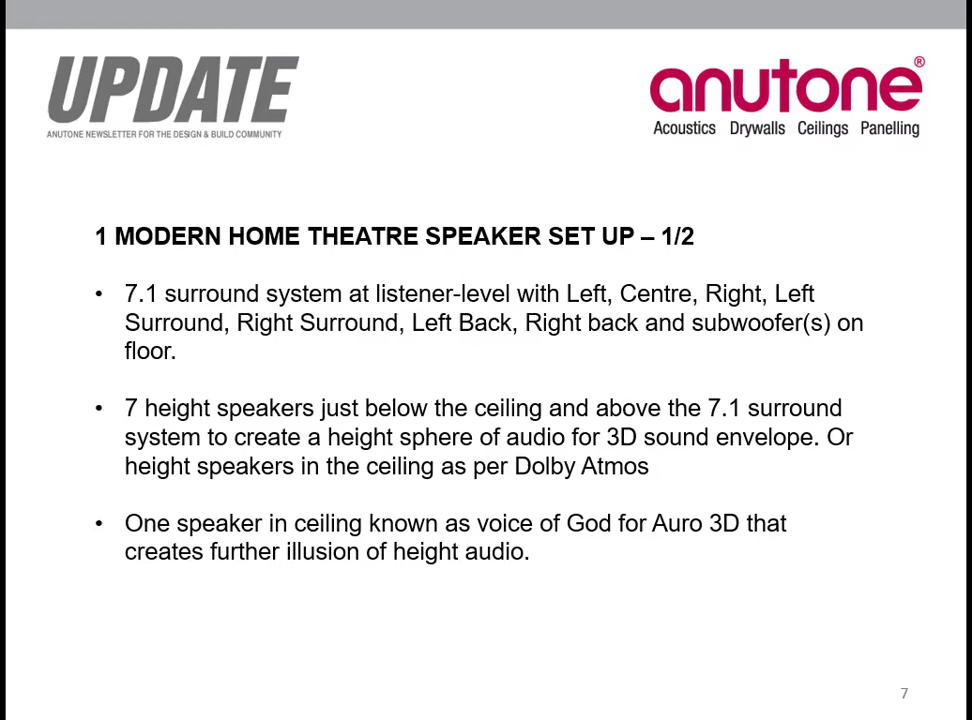 UPDATE
ANUTONE NEWSLETTER FOR THE DESIGN & BUILD COMMUNITY
anutone®
Acoustics Drywalls Ceilings Panelling
1 MODERN HOME THEATRE SPEAKER SET UP – 1/2
• 7.1 surround system at listener-level with Left, Centre, Right, Left
Surround, Right Surround, Left Back, Right back and subwoofer(s) on
floor.
• 7 height speakers just below the ceiling and above the 7.1 surround
system to create a height sphere of audio for 3D sound envelope. Or
height speakers in the ceiling as per Dolby Atmos
• One speaker in ceiling known as voice of God for Auro 3D that
creates further illusion of height audio.
7